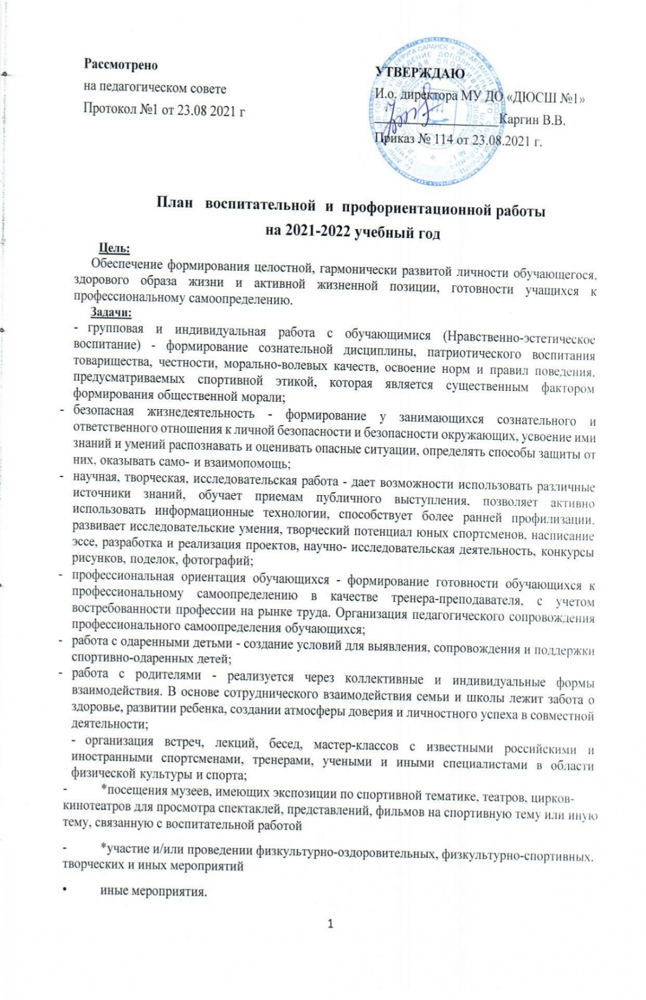 Рассмотрено
на педагогическом совете
Протокол №1 от 23.08 2021 г
УТВЕРЖДАЮ
И.о. директора МУ ДО «ДЮСШ №1»
Каргин В.В.
Приказ № 114 от 23.08.2021 г.
План воспитательной и профориентационной работы
на 2021-2022 учебный год
Цель:
Обеспечение формирования целостной, гармонически развитой личности обучающегося,
здорового образа жизни и активной жизненной позиции, готовности учащихся к
профессиональному самоопределению.
Задачи:
- групповая и индивидуальная работа с обучающимися (Нравственно-эстетическое
воспитание) - формирование сознательной дисциплины, патриотического воспитания
товарищества, честности, морально-волевых качеств, освоение норм и правил поведения,
предусматриваемых спортивной этикой, которая является существенным фактором
формирования общественной морали;
- безопасная жизнедеятельность - формирование у занимающихся сознательного и
ответственного отношения к личной безопасности и безопасности окружающих, усвоение ими
знаний и умений распознавать и оценивать опасные ситуации, определять способы защиты от
них, оказывать само- и взаимопомощь;
- научная, творческая, исследовательская работа - дает возможности использовать различные
источники знаний, обучает приемам публичного выступления, позволяет активно
использовать информационные технологии, способствует более ранней профилизации,
развивает исследовательские умения, творческий потенциал юных спортсменов, насписание
эссе, разработка и реализация проектов, научно- исследовательская деятельность, конкурсы
рисунков, поделок, фотографий;
- профессиональная ориентация обучающихся - формирование готовности обучающихся к
профессиональному самоопределению в качестве тренера-преподавателя, с учетом
востребованности профессии на рынке труда. Организация педагогического сопровождения
профессионального самоопределения обучающихся;
- работа с одаренными детьми - создание условий для выявления, сопровождения и поддержки
спортивно-одаренных детей;
- работа с родителями - реализуется через коллективные и индивидуальные формы
взаимодействия. В основе сотруднического взаимодействия семьи и школы лежит забота о
здоровье, развитии ребенка, создании атмосферы доверия и личностного успеха в совместной
деятельности;
- организация встреч, лекций, бесед, мастер-классов с известными российскими и
иностранными спортсменами, тренерами, учеными и иными специалистами в области
физической культуры и спорта;
- *посещения музеев, имеющих экспозиции по спортивной тематике, театров, цирков-
кинотеатров для просмотра спектаклей, представлений, фильмов на спортивную тему или иную
тему, связанную с воспитательной работой
- *участие и/или проведении физкультурно-оздоровительных, физкультурно-спортивных.
творческих и иных мероприятий
• иные мероприятия.
1